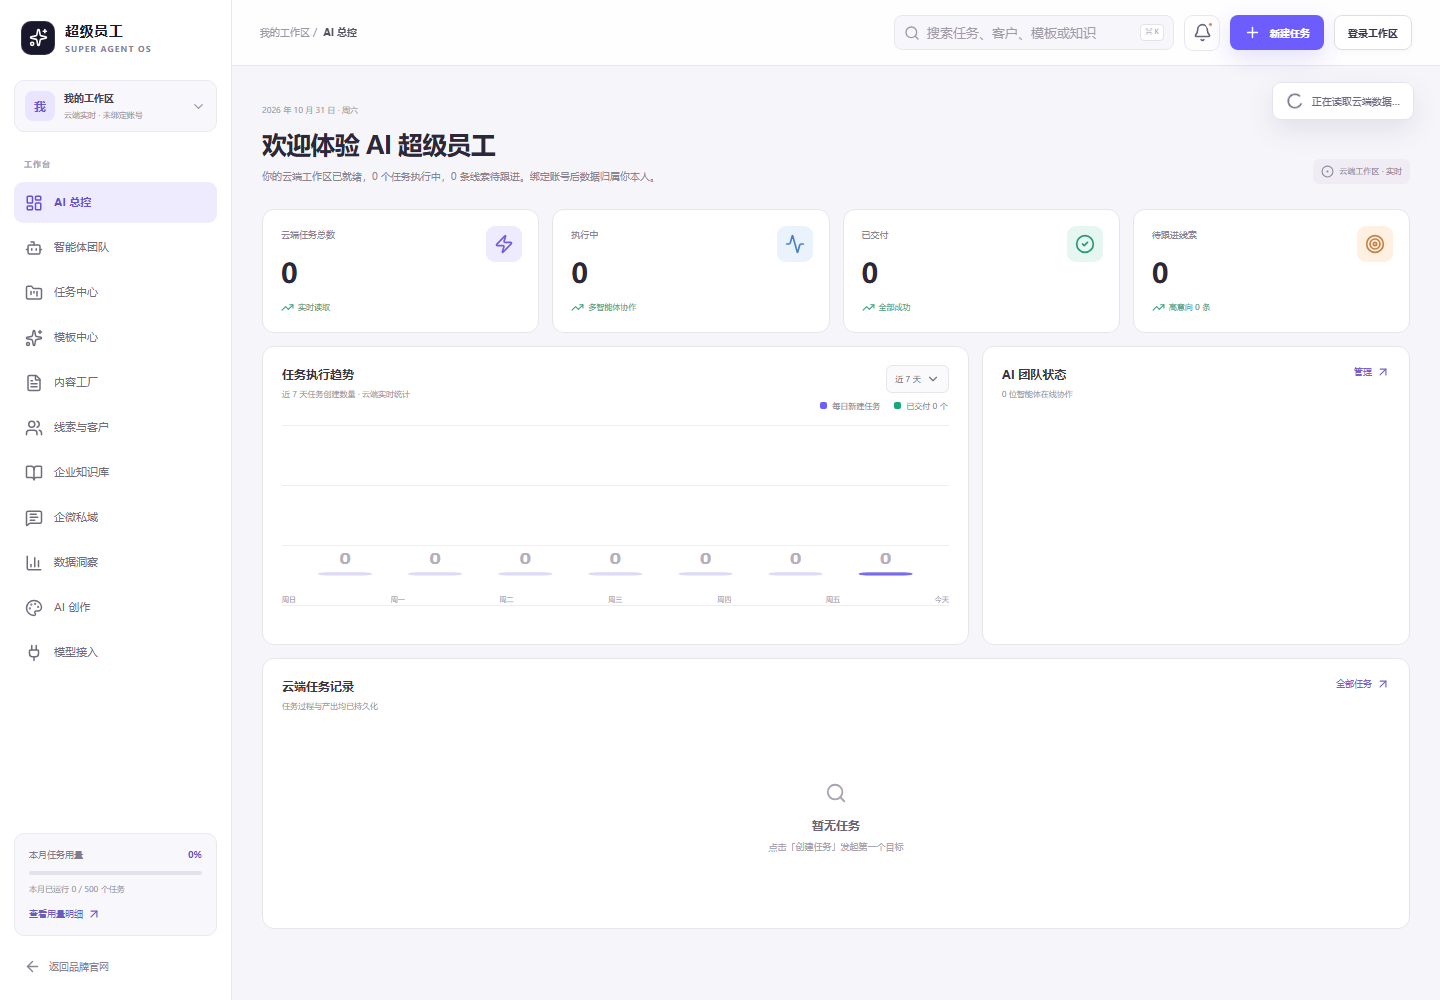 超级员工
SUPER AGENT OS
我
我的工作区
云端实时 · 未绑定账号
工作台
AI 总控
智能体团队
任务中心
模板中心
内容工厂
线索与客户
企业知识库
企微私域
数据洞察
AI 创作
模型接入
本月任务用量
0%
本月已运行 0 / 500 个任务
查看用量明细
返回品牌官网
我的工作区 / AI 总控
搜索任务、客户、模板或知识
⌘ K
新建任务
登录工作区
正在读取云端数据...
2026 年 10 月 31 日 · 周六
欢迎体验 AI 超级员工
你的云端工作区已就绪，0 个任务执行中，0 条线索待跟进。绑定账号后数据归属你本人。
云端工作区 · 实时
云端任务总数
0
实时读取
执行中
0
多智能体协作
已交付
0
全部成功
待跟进线索
0
高意向 0 条
任务执行趋势
近 7 天任务创建数量 · 云端实时统计
近 7 天
每日新建任务
已交付 0 个
0 0 0 0 0 0 0
周日 周一 周二 周三 周四 周五 今天
AI 团队状态
0 位智能体在线协作
管理
云端任务记录
任务过程与产出均已持久化
全部任务
暂无任务
点击「创建任务」发起第一个目标